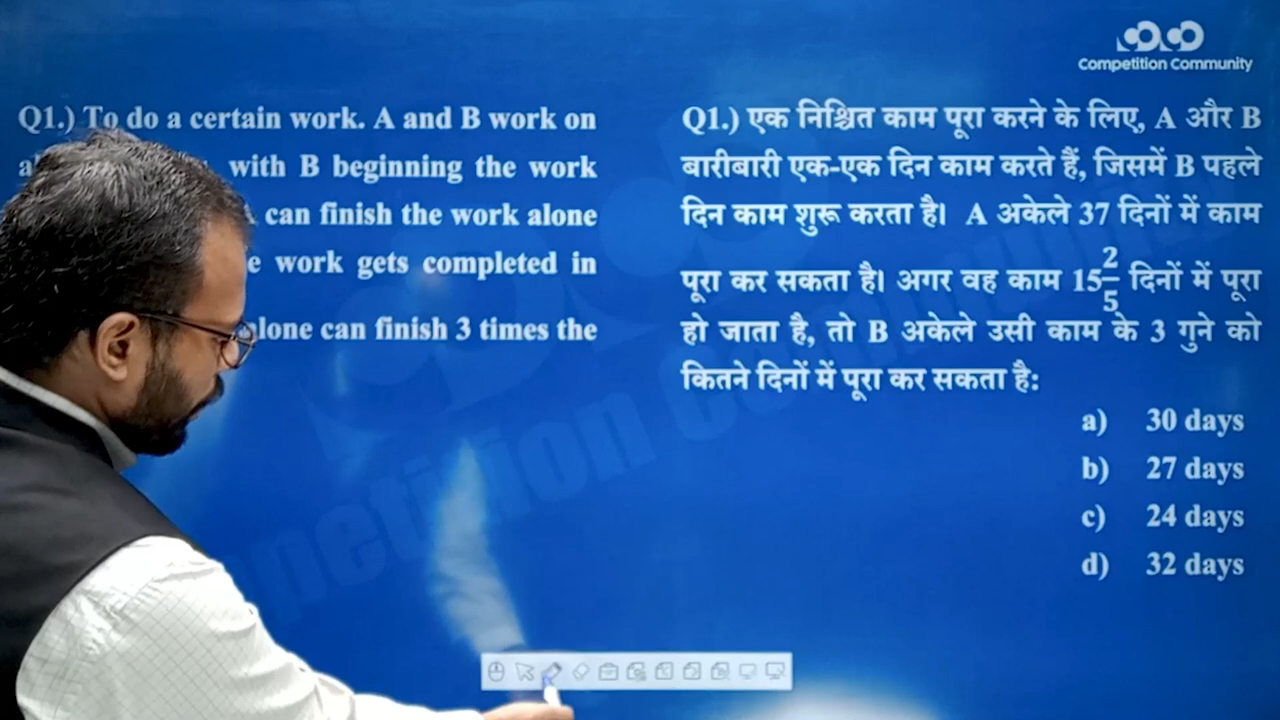 Competition Community
Q1.) To do a certain work. A and B work on
with B beginning the work
can finish the work alone
work gets completed in
can finish 3 times the
Q1.) एक निश्चित काम पूरा करने के लिए, A और B
बारीबारी एक-एक दिन काम करते हैं, जिसमें B पहले
दिन काम शुरू करता है। A अकेले 37 दिनों में काम
पूरा कर सकता है। अगर वह काम 15 2/5 दिनों में पूरा
हो जाता है, तो B अकेले उसी काम के 3 गुने को
कितने दिनों में पूरा कर सकता है:
a) 30 days
b) 27 days
c) 24 days
d) 32 days